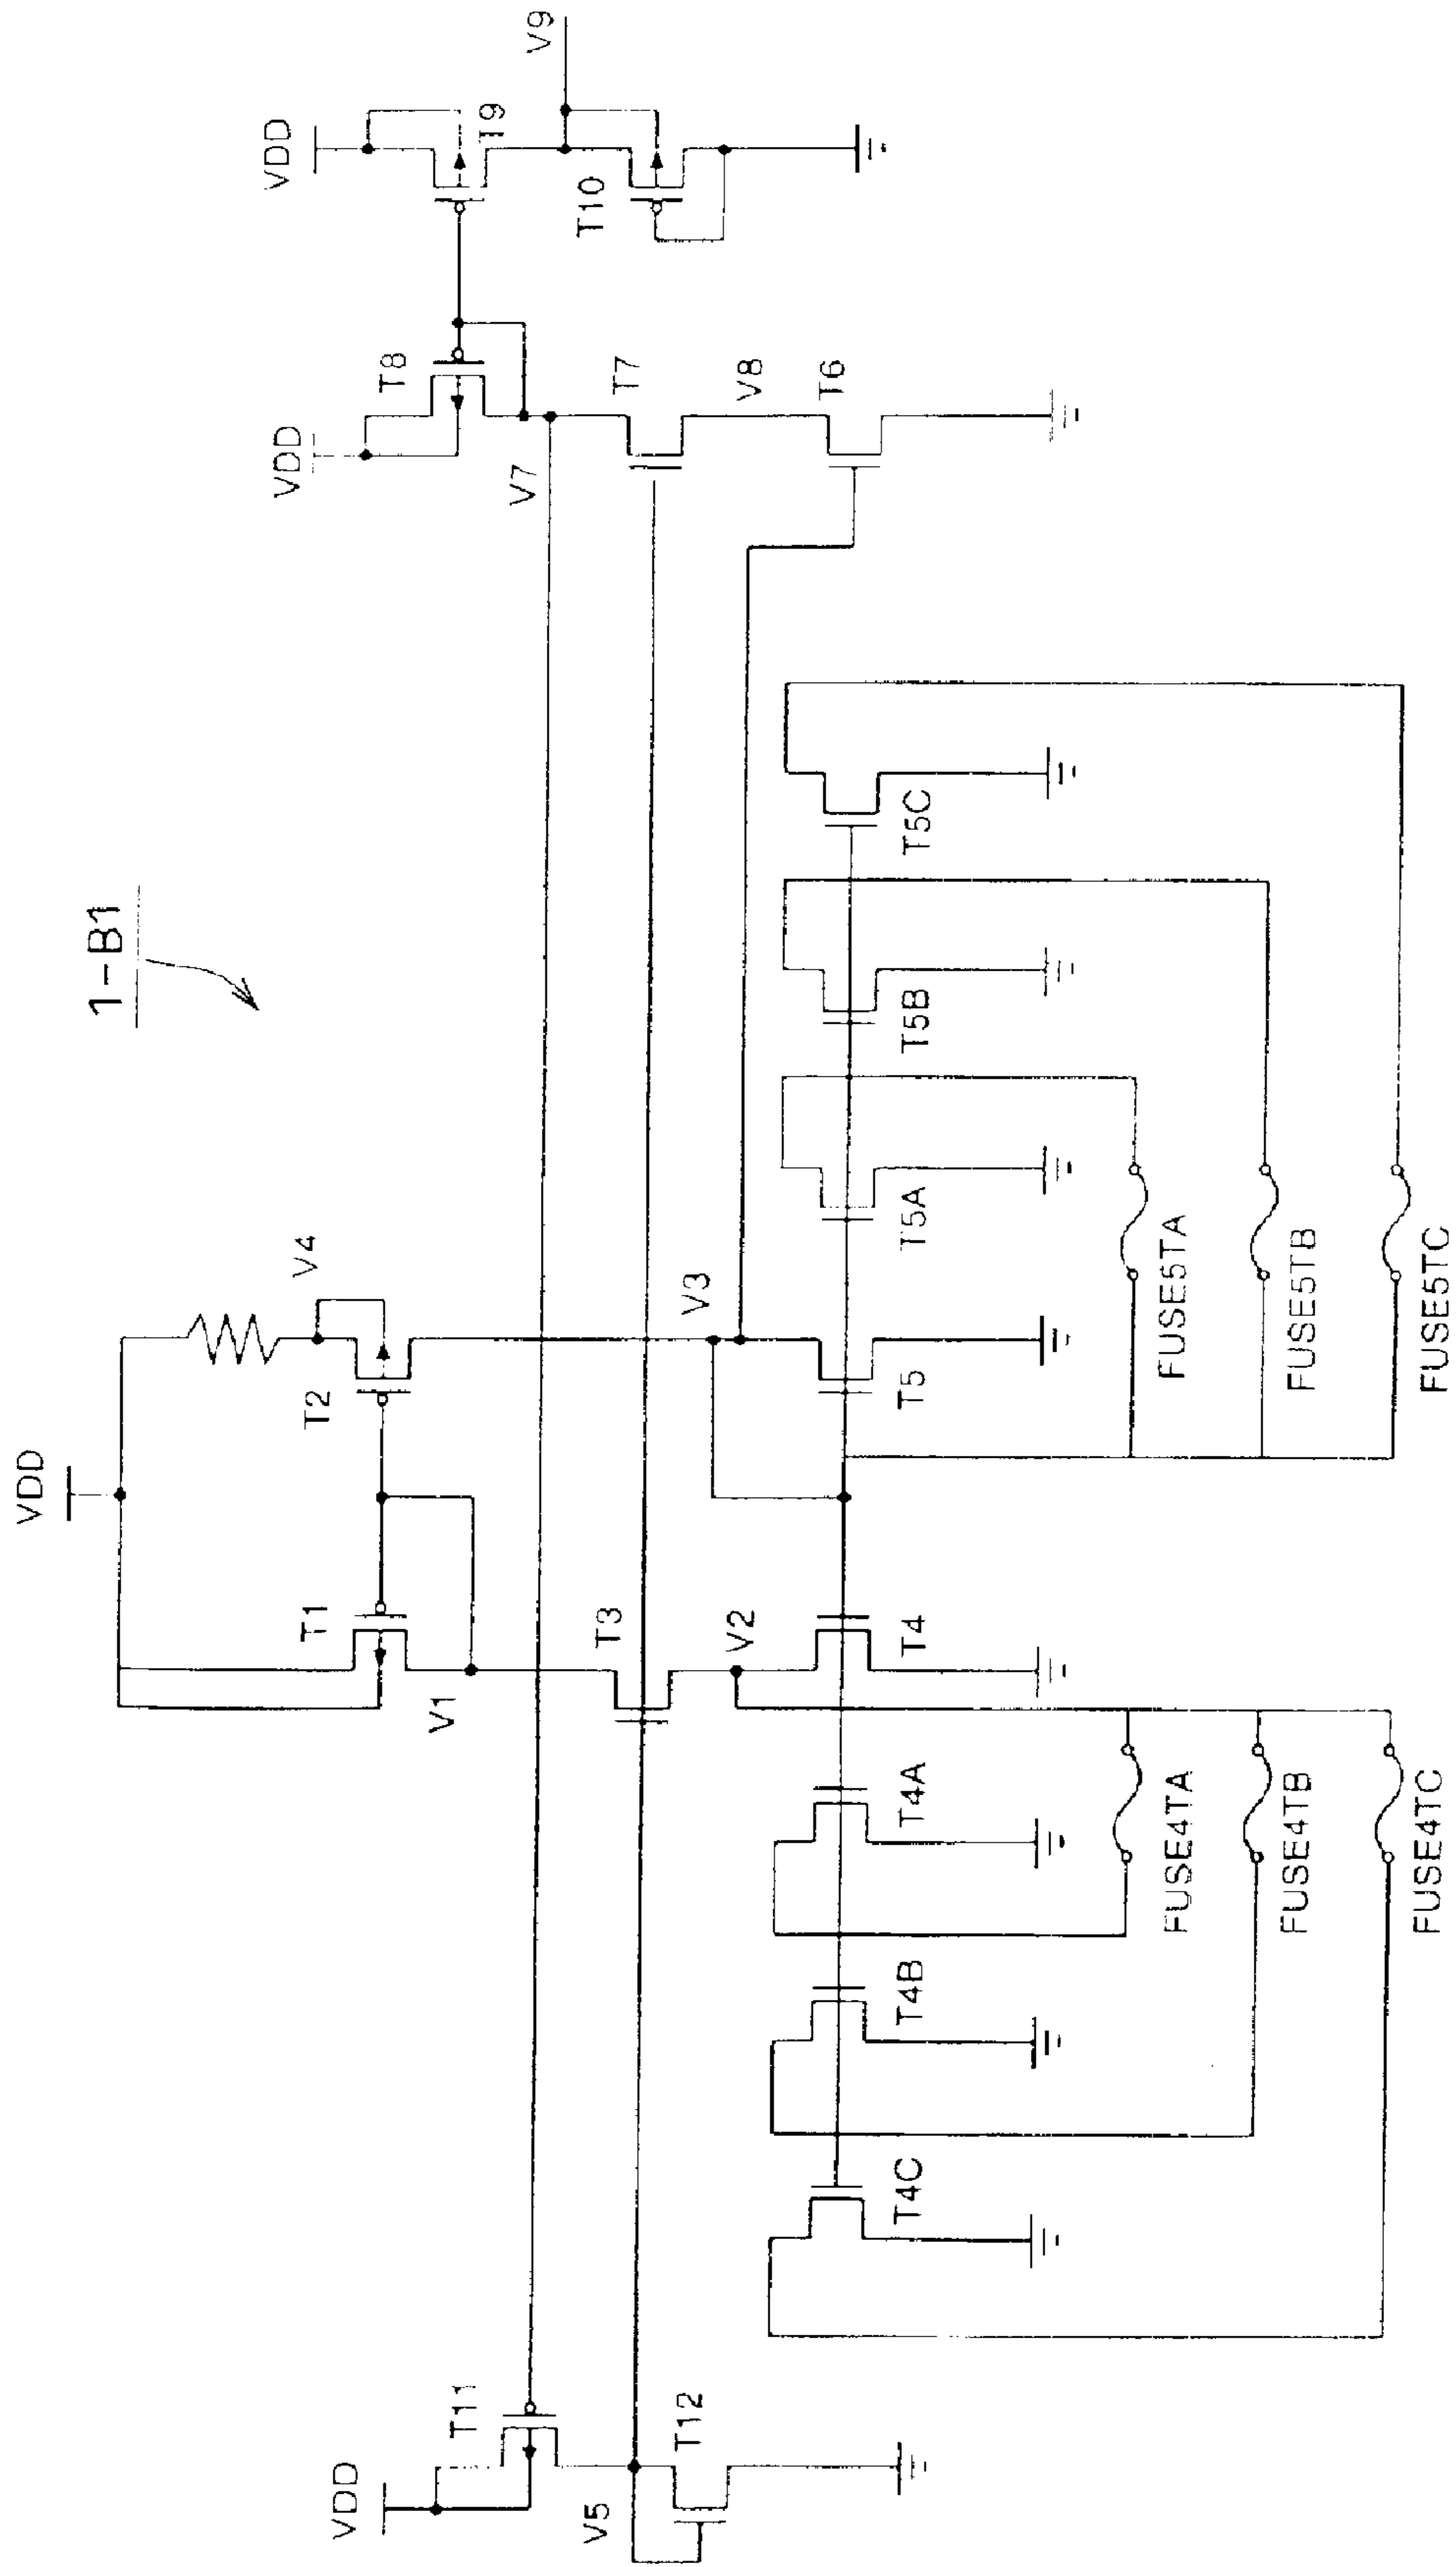 1-B1
VDD
VDD
VDD
VDD
T11
T1
T2
V4
T8
T9
V9
V5
V1
T3
V7
T7
T10
T12
V2
V3
V8
T4C
T4B
T4A
T4
T5
T5A
T5B
T5C
T6
FUSE4TA
FUSE5TA
FUSE4TB
FUSE5TB
FUSE4TC
FUSE5TC